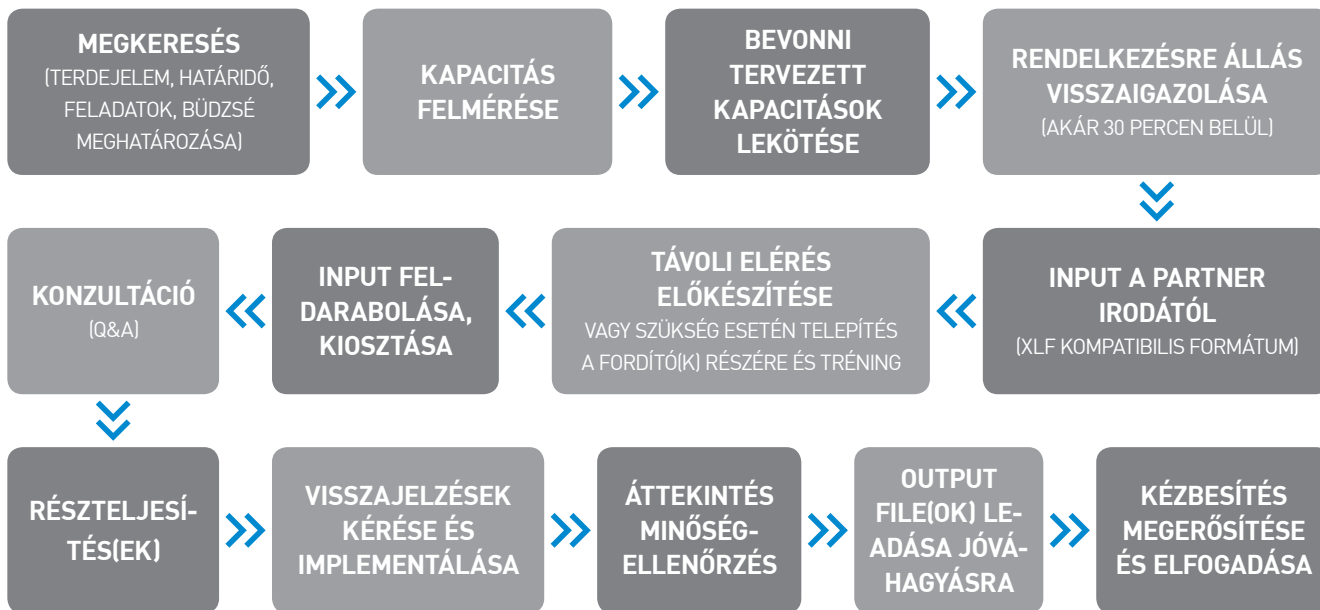 MEGKERESÉS
(TERDEJELEM, HATÁRIDŐ,
FELADATOK, BÜDZSÉ
MEGHATÁROZÁSA)
KAPACITÁS
FELMÉRÉSE
BEVONNI
TERVEZETT
KAPACITÁSOK
LEKÖTÉSE
RENDELKEZÉSRE ÁLLÁS
VISSZAIGAZOLÁSA
(AKÁR 30 PERCEN BELÜL)
INPUT A PARTNER
IRODÁTÓL
(XLF KOMPATIBILIS FORMÁTUM)
TÁVOLI ELÉRÉS
ELŐKÉSZÍTÉSE
VAGY SZÜKSÉG ESETÉN TELEPÍTÉS
A FORDÍTÓ(K) RÉSZÉRE ÉS TRÉNING
INPUT FEL-
DARABOLÁSA,
KIOSZTÁSA
KONZULTÁCIÓ
(Q&A)
RÉSZTELJESÍ-
TÉS(EK)
VISSZAJELZÉSEK
KÉRÉSE ÉS
IMPLEMENTÁLÁSA
ÁTTEKINTÉS
MINŐSÉG-
ELLENŐRZÉS
OUTPUT
FILE(OK) LE-
ADÁSA JÓVÁ-
HAGYÁSRA
KÉZBESÍTÉS
MEGERŐSÍTÉSE
ÉS ELFOGADÁSA